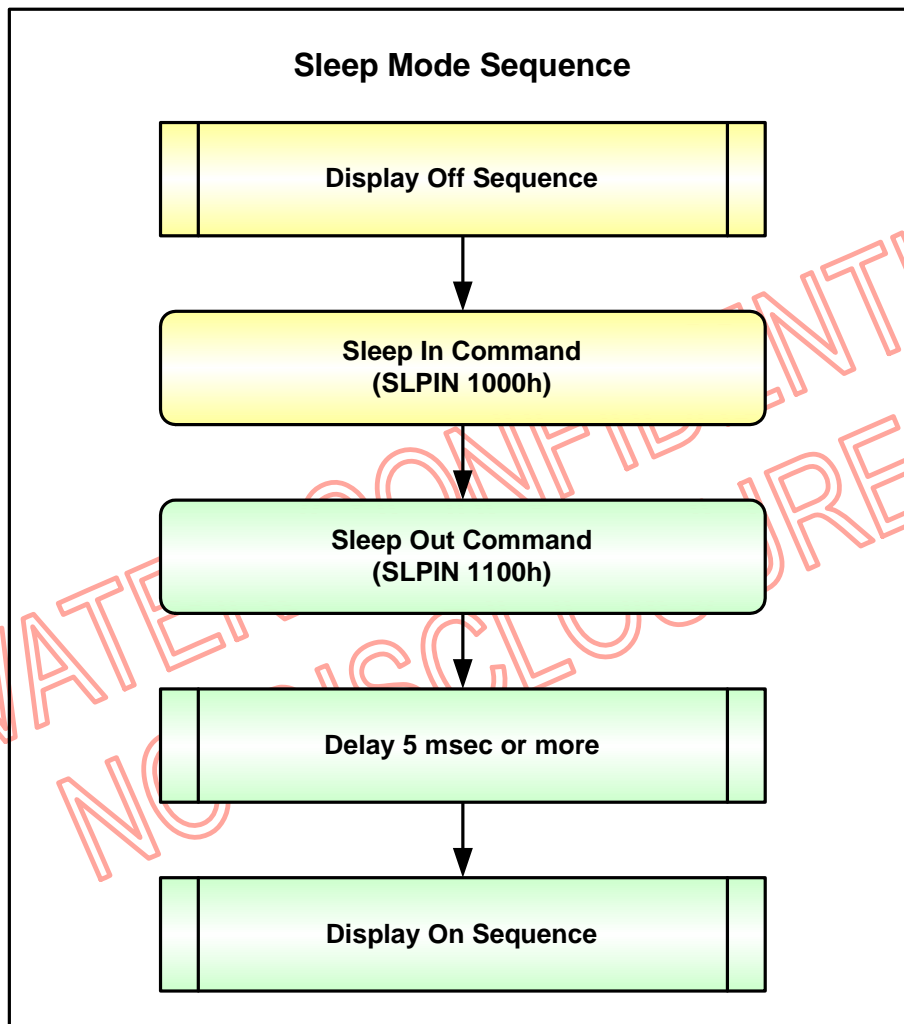 Sleep Mode Sequence
Display Off Sequence
Sleep In Command
(SLPIN 1000h)
Sleep Out Command
(SLPIN 1100h)
Delay 5 msec or more
Display On Sequence